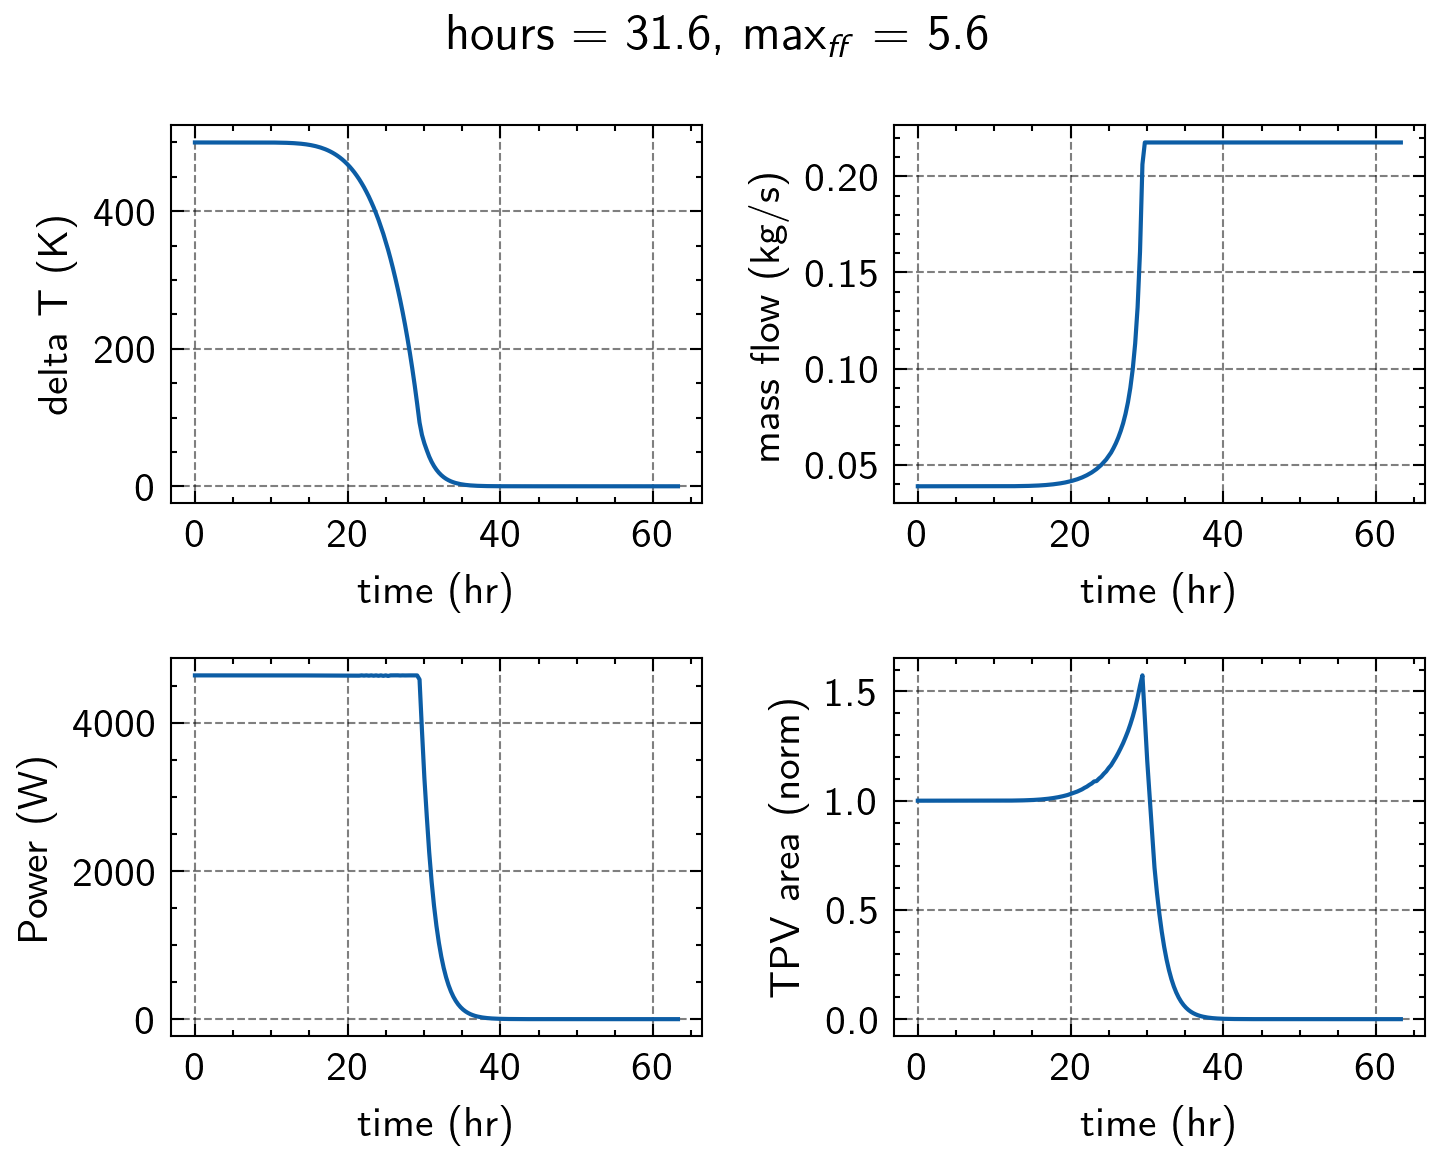 hours = 31.6, max_ff = 5.6
delta T (K)
400
200
0
0 20 40 60
time (hr)
mass flow (kg/s)
0.20
0.15
0.10
0.05
0 20 40 60
time (hr)
Power (W)
4000
2000
0
0 20 40 60
time (hr)
TPV area (norm)
1.5
1.0
0.5
0.0
0 20 40 60
time (hr)